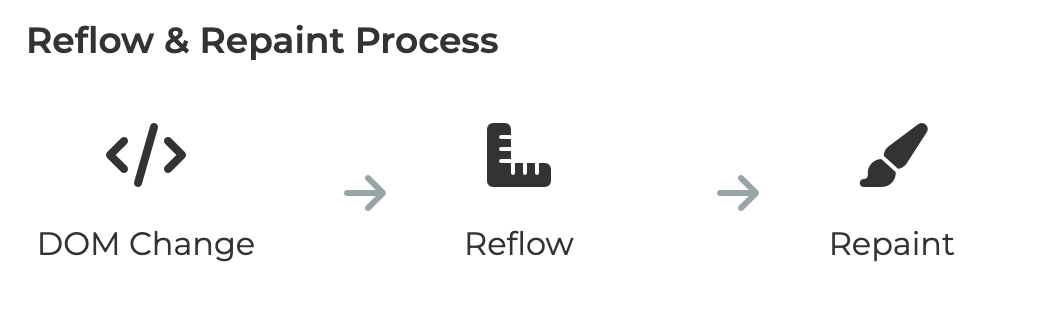 Reflow & Repaint Process
DOM Change
Reflow
Repaint